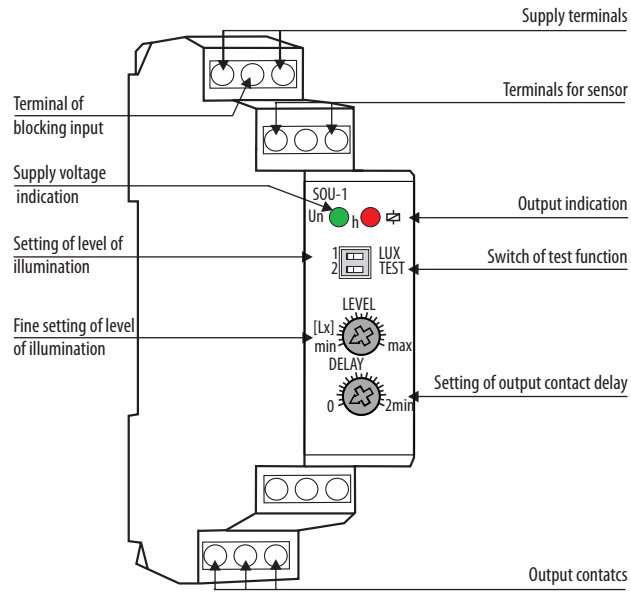 Supply terminals
Terminals for sensor
Terminal of
blocking input
Supply voltage
indication
SOU-1
Un h
Output indication
Setting of level of
illumination
1 LUX
2 TEST
Switch of test function
LEVEL
[Lx]
min max
Fine setting of level
of illumination
DELAY
0 2min
Setting of output contact delay
Output contatcs